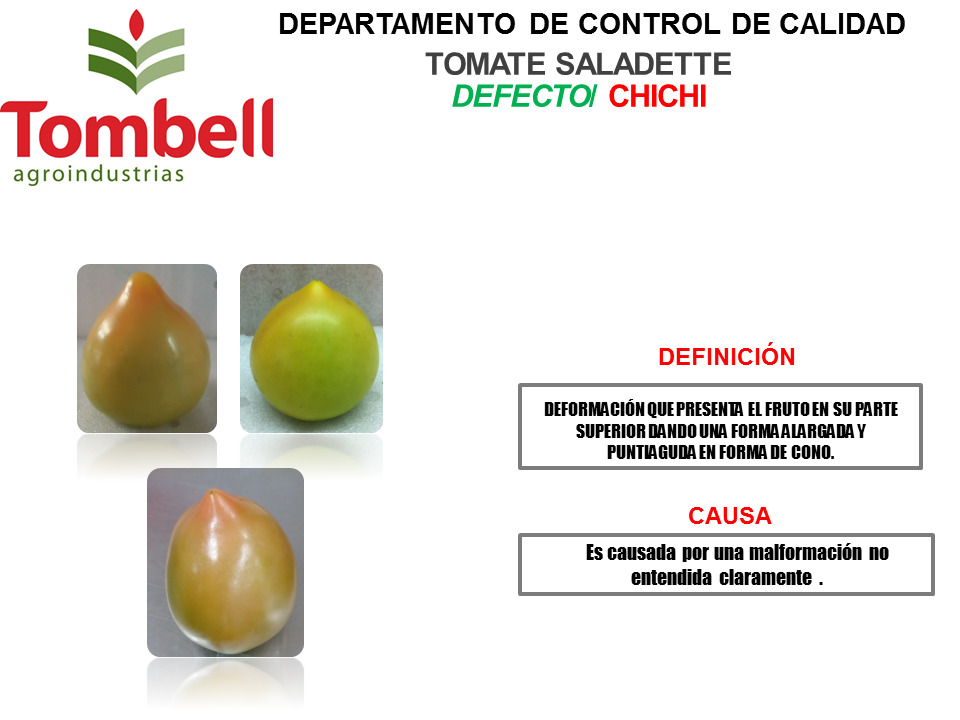 DEPARTAMENTO DE CONTROL DE CALIDAD
TOMATE SALADETTE
DEFECTO/ CHICHI
Tombell
agroindustrias
DEFINICIÓN
DEFORMACIÓN QUE PRESENTA EL FRUTO EN SU PARTE
SUPERIOR DANDO UNA FORMA ALARGADA Y
PUNTIAGUDA EN FORMA DE CONO.
CAUSA
Es causada por una malformación no
entendida claramente .